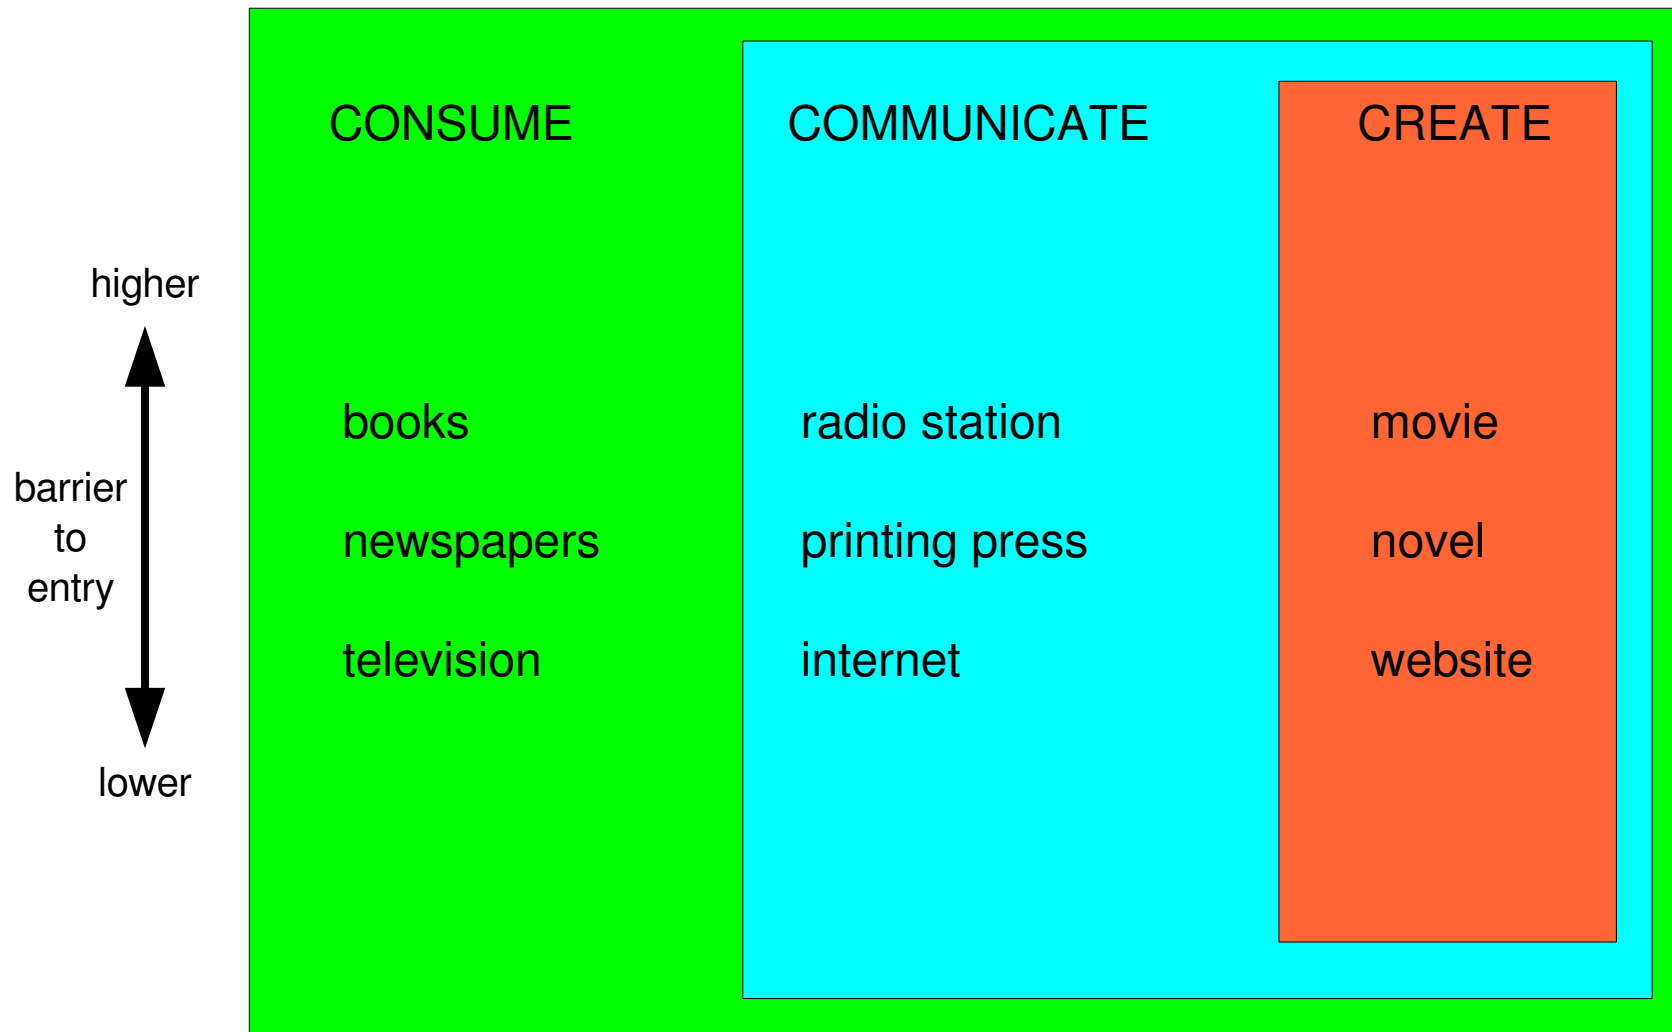 CONSUME COMMUNICATE CREATE
higher
books radio station movie
barrier
to
entry
newspapers printing press novel
television internet website
lower